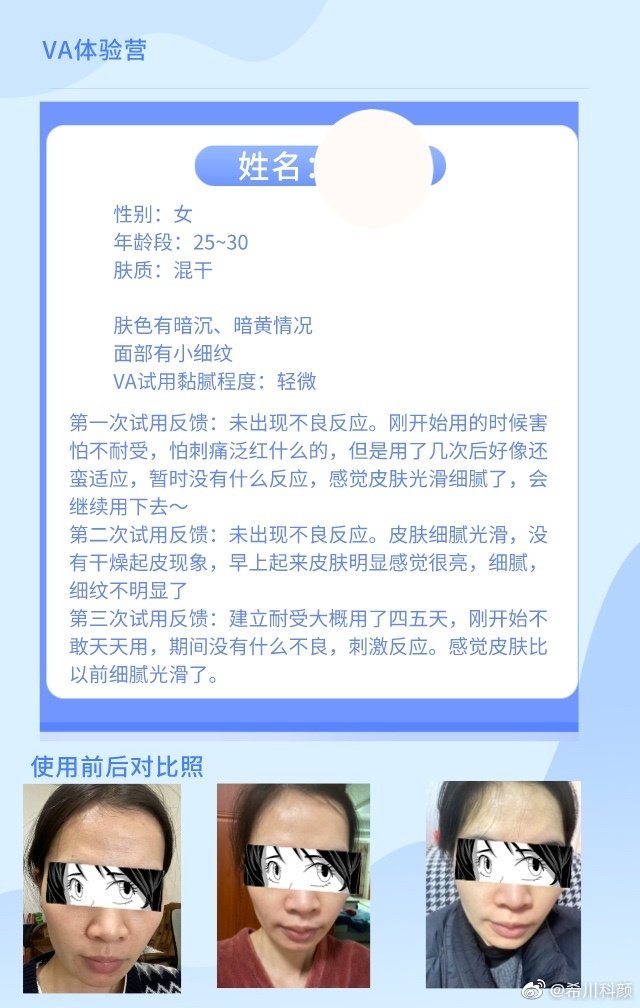 VA体验营
姓名：
性别：女
年龄段：25~30
肤质：混干
肤色有暗沉、暗黄情况
面部有小细纹
VA试用黏腻程度：轻微
第一次试用反馈：未出现不良反应。刚开始用的时候害
怕不耐受，怕刺痛泛红什么的，但是用了几次后好像还
蛮适应，暂时没有什么反应，感觉皮肤光滑细腻了，会
继续用下去～
第二次试用反馈：未出现不良反应。皮肤细腻光滑，没
有干燥起皮现象，早上起来皮肤明显感觉很亮，细腻，
细纹不明显了
第三次试用反馈：建立耐受大概用了四五天，刚开始不
敢天天用，期间没有什么不良，刺激反应。感觉皮肤比
以前细腻光滑了。
使用前后对比照
@希川科颜